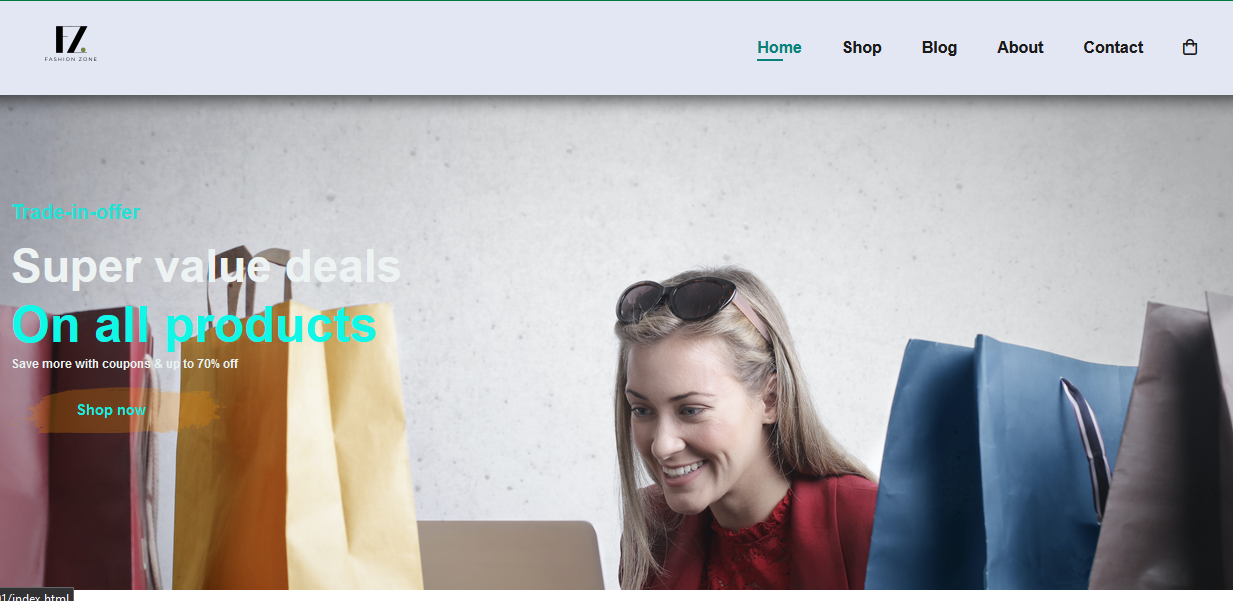 FZ
FASHION ZONE
Home Shop Blog About Contact
Trade-in-offer
Super value deals
On all products
Save more with coupons & up to 70% off
Shop now
1/index.html